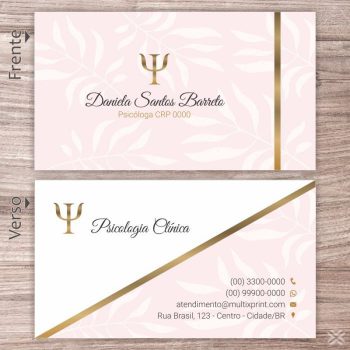 Frente
Ψ
Daniela Santos Barreto
Psicóloga CRP 0000
Verso
Ψ
Psicologia Clínica
(00) 3300-0000
(00) 99900-0000
atendimento@multixprint.com
Rua Brasil, 123 - Centro - Cidade/BR